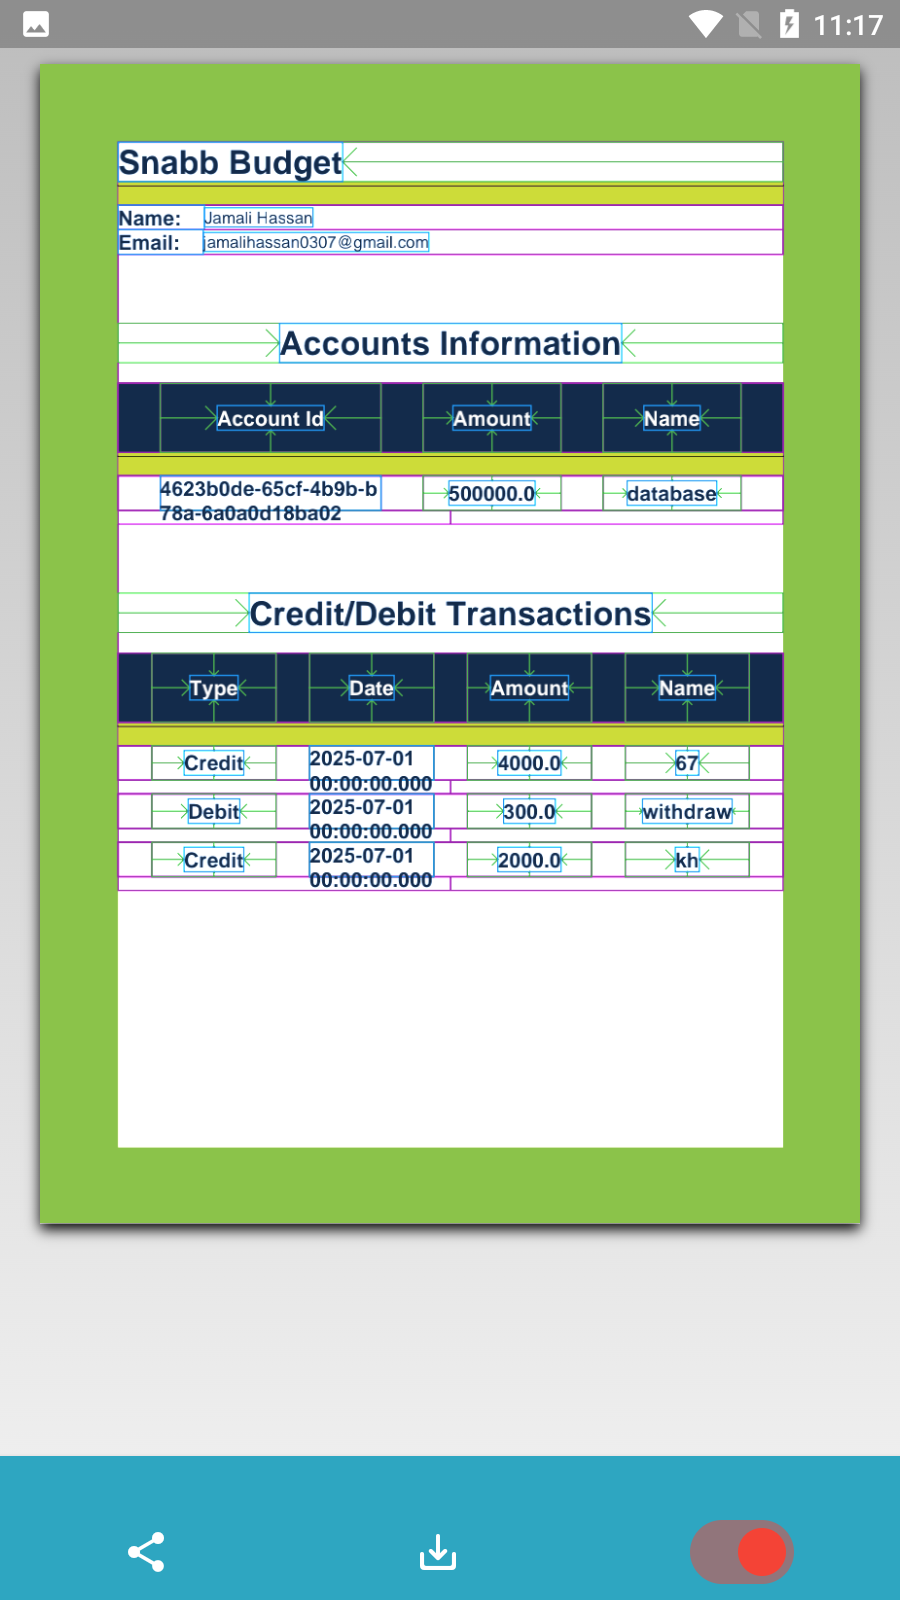 11:17
Snabb Budget
Name: Jamali Hassan
Email: jamalihassan0307@gmail.com
Accounts Information
Account Id Amount Name
4623b0de-65cf-4b9b-b 500000.0 database
78a-6a0a0d18ba02
Credit/Debit Transactions
Type Date Amount Name
Credit 2025-07-01 4000.0 67
00:00:00.000
Debit 2025-07-01 300.0 withdraw
00:00:00.000
Credit 2025-07-01 2000.0 kh
00:00:00.000